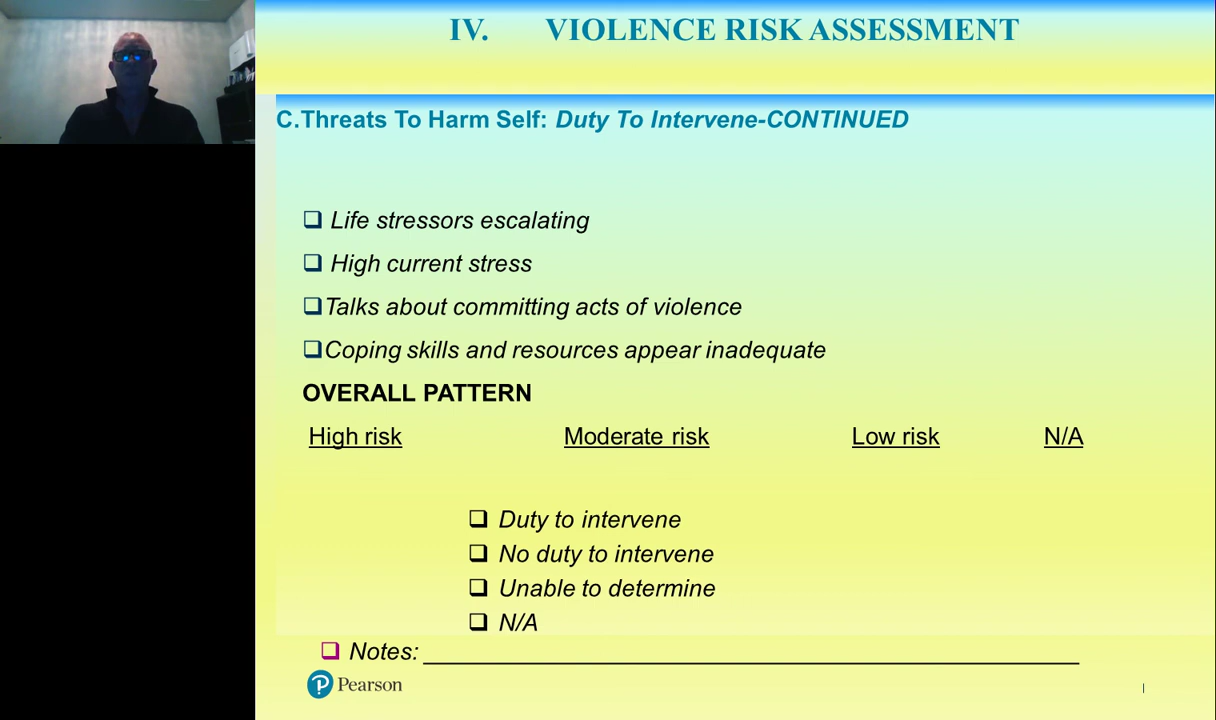 IV. VIOLENCE RISK ASSESSMENT
C.Threats To Harm Self: Duty To Intervene-CONTINUED
Life stressors escalating
High current stress
Talks about committing acts of violence
Coping skills and resources appear inadequate
OVERALL PATTERN
High risk Moderate risk Low risk N/A
Duty to intervene
No duty to intervene
Unable to determine
N/A
Notes: ______________________________
Pearson